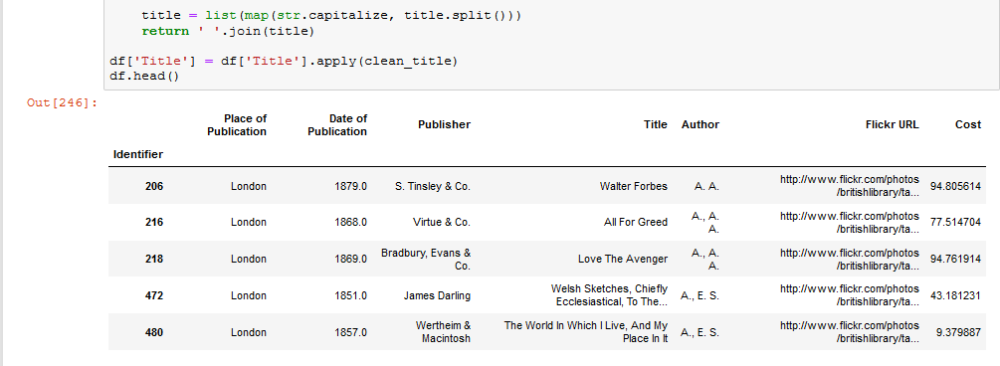 title = list(map(str.capitalize, title.split()))
return ' '.join(title)
df['Title'] = df['Title'].apply(clean_title)
df.head()
Out[246]:
Place of Publication Date of Publication Publisher Title Author Flickr URL Cost
Identifier
206 London 1879.0 S. Tinsley & Co. Walter Forbes A. A. http://www.flickr.com/photos/britishlibrary/ta... 94.805614
216 London 1868.0 Virtue & Co. All For Greed A., A. A. http://www.flickr.com/photos/britishlibrary/ta... 77.514704
218 London 1869.0 Bradbury, Evans & Co. Love The Avenger A., A. A. http://www.flickr.com/photos/britishlibrary/ta... 94.761914
472 London 1851.0 James Darling Welsh Sketches, Chiefly Ecclesiastical, To The... A., E. S. http://www.flickr.com/photos/britishlibrary/ta... 43.181231
480 London 1857.0 Wertheim & Macintosh The World In Which I Live, And My Place In It A., E. S. http://www.flickr.com/photos/britishlibrary/ta... 9.379887